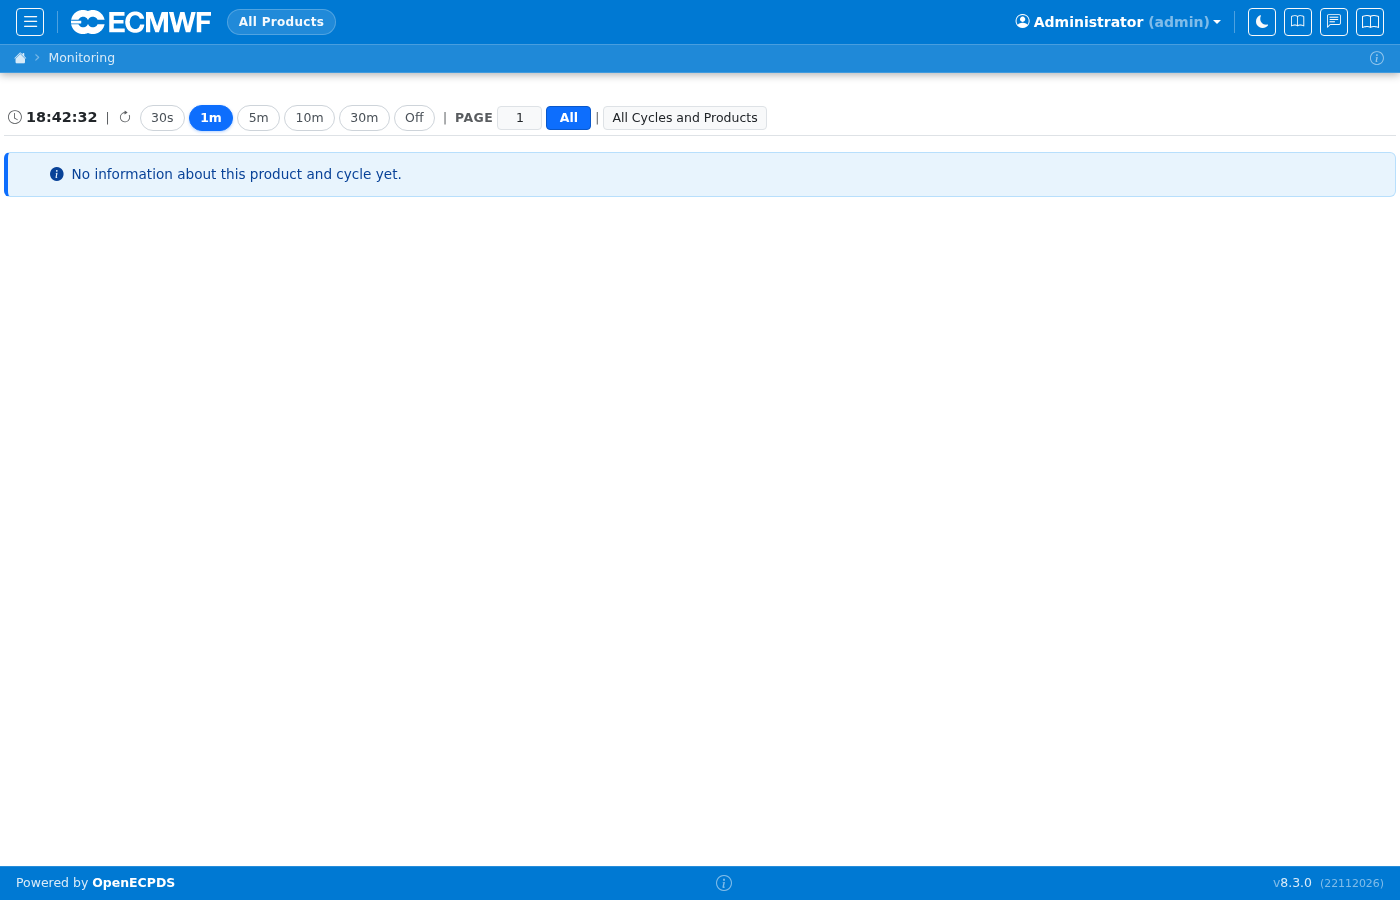 ECMWF All Products Administrator (admin)
Monitoring
18:42:32 | 30s 1m 5m 10m 30m Off | PAGE 1 All | All Cycles and Products
No information about this product and cycle yet.
Powered by OpenECPDS v8.3.0 (22112026)